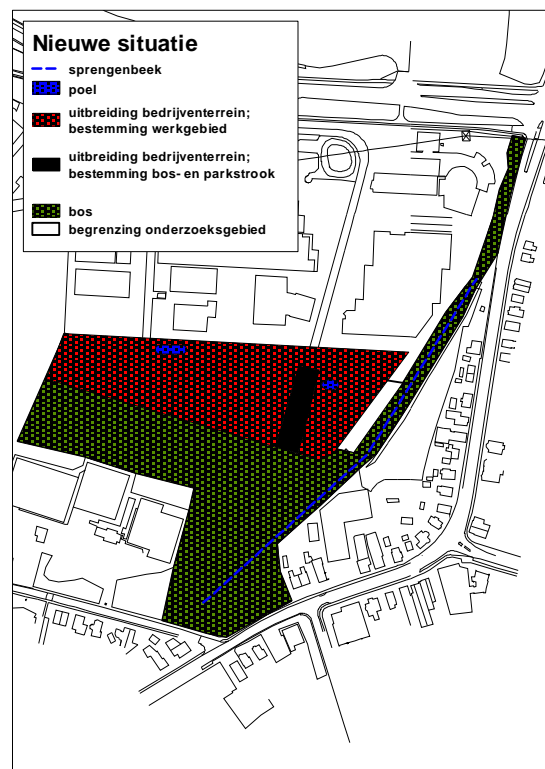 Nieuwe situatie
sprengenbeek
poel
uitbreiding bedrijventerrein;
bestemming werkgebied
uitbreiding bedrijventerrein;
bestemming bos- en parkstrook
bos
begrenzing onderzoeksgebied